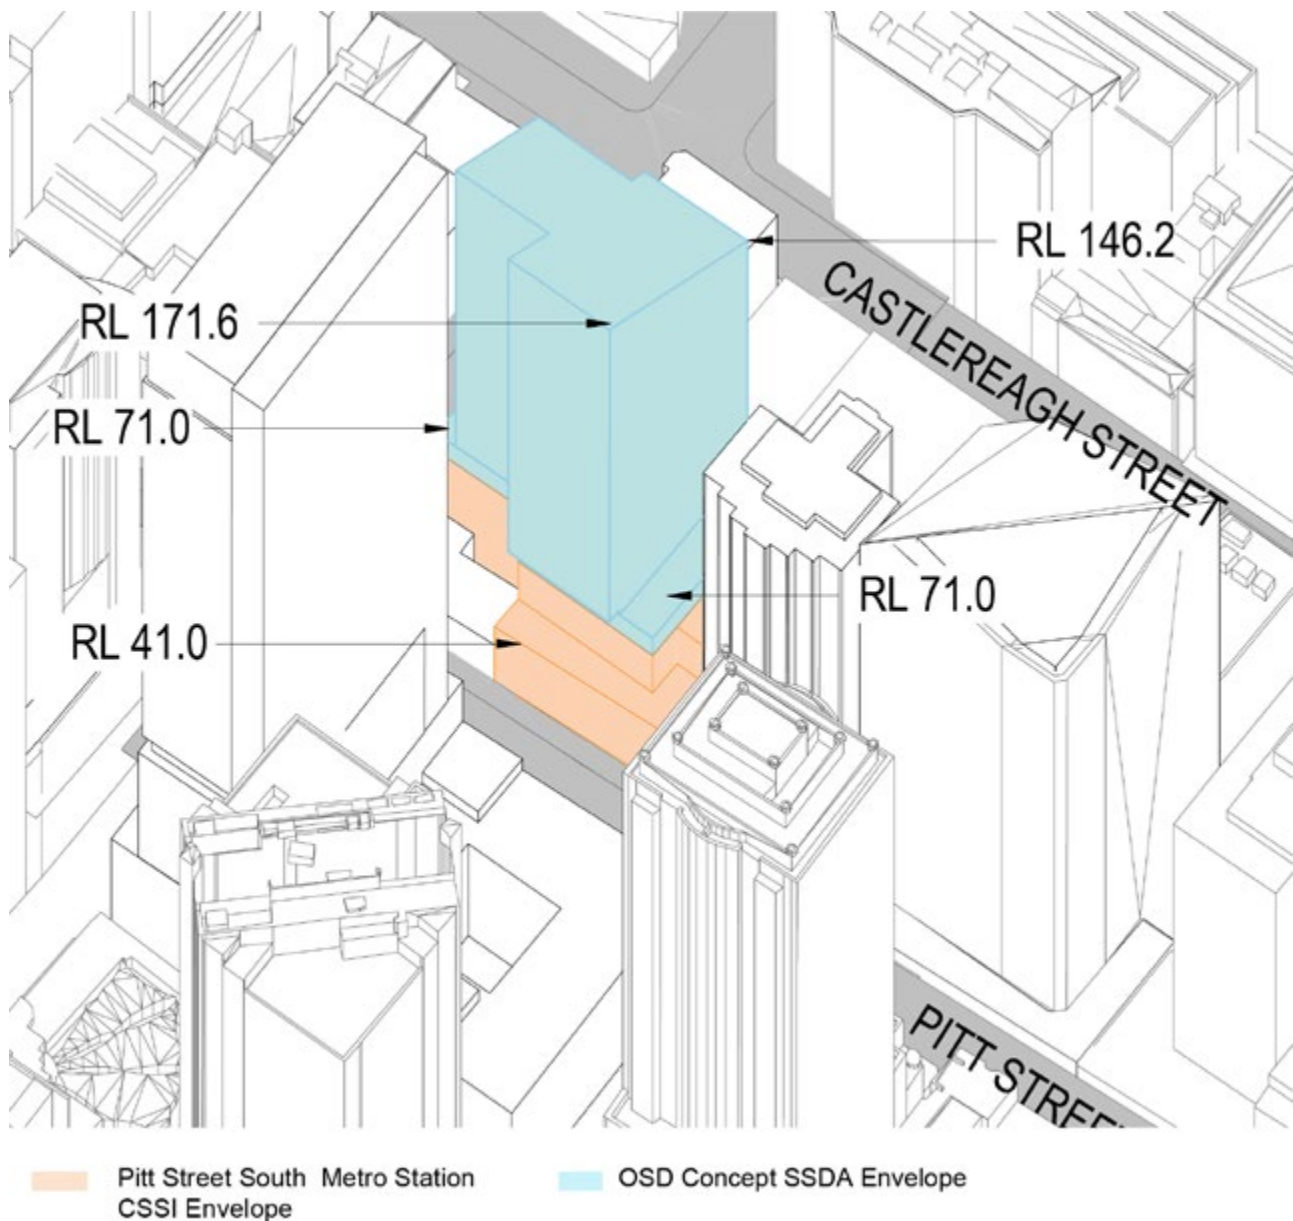 RL 146.2
CASTLEREAGH STREET
RL 171.6
RL 71.0
RL 71.0
RL 41.0
PITT STREE
Pitt Street South Metro Station
CSSI Envelope
OSD Concept SSDA Envelope